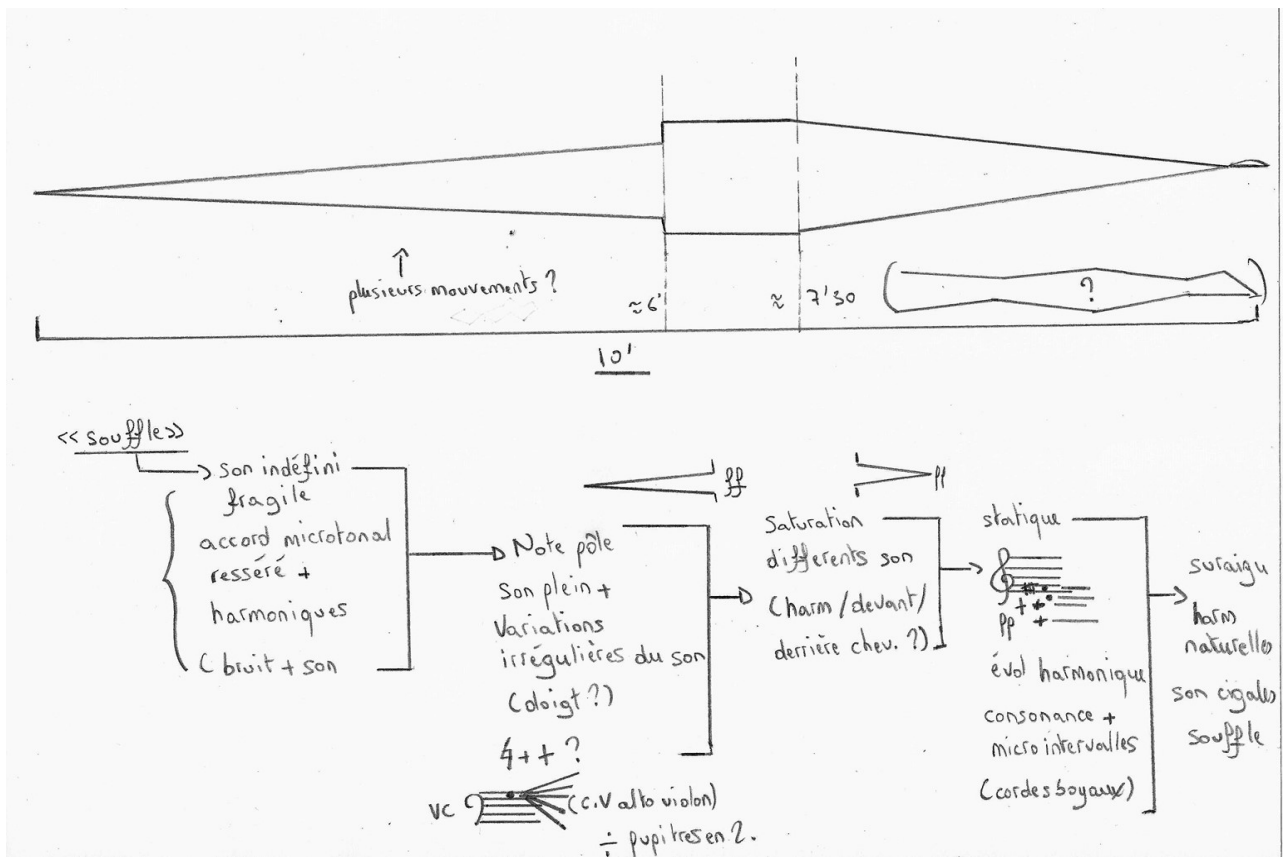 plusieurs mouvements ?
≈ 6'
≈ 7'30
?
10'
<< souffle >>
son indéfini
fragile
accord microtonal
resséré +
harmoniques
( bruit + son
ff
pp
Note pôle
son plein +
Variations
irrégulières du son
(doigt ?)
?
vc
(c.v alto violon)
÷ pupitres en 2.
Saturation
differents son
(harm / devant /
derrière chev. ?)
statique
pp
évol harmonique
consonance +
micro intervalles
(cordes boyaux)
suraigu
harm
naturelles
son cigales
souffle